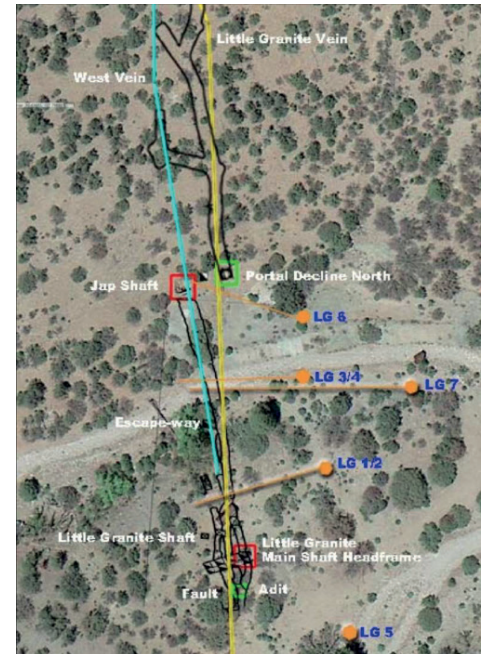 Little Granite Vein
West Vein
Portal Decline North
Jap Shaft
LG 6
LG 3/4
LG 7
Escape-way
LG 1/2
Little Granite Shaft
Little Granite
Main Shaft Headframe
Fault
Adit
LG 5